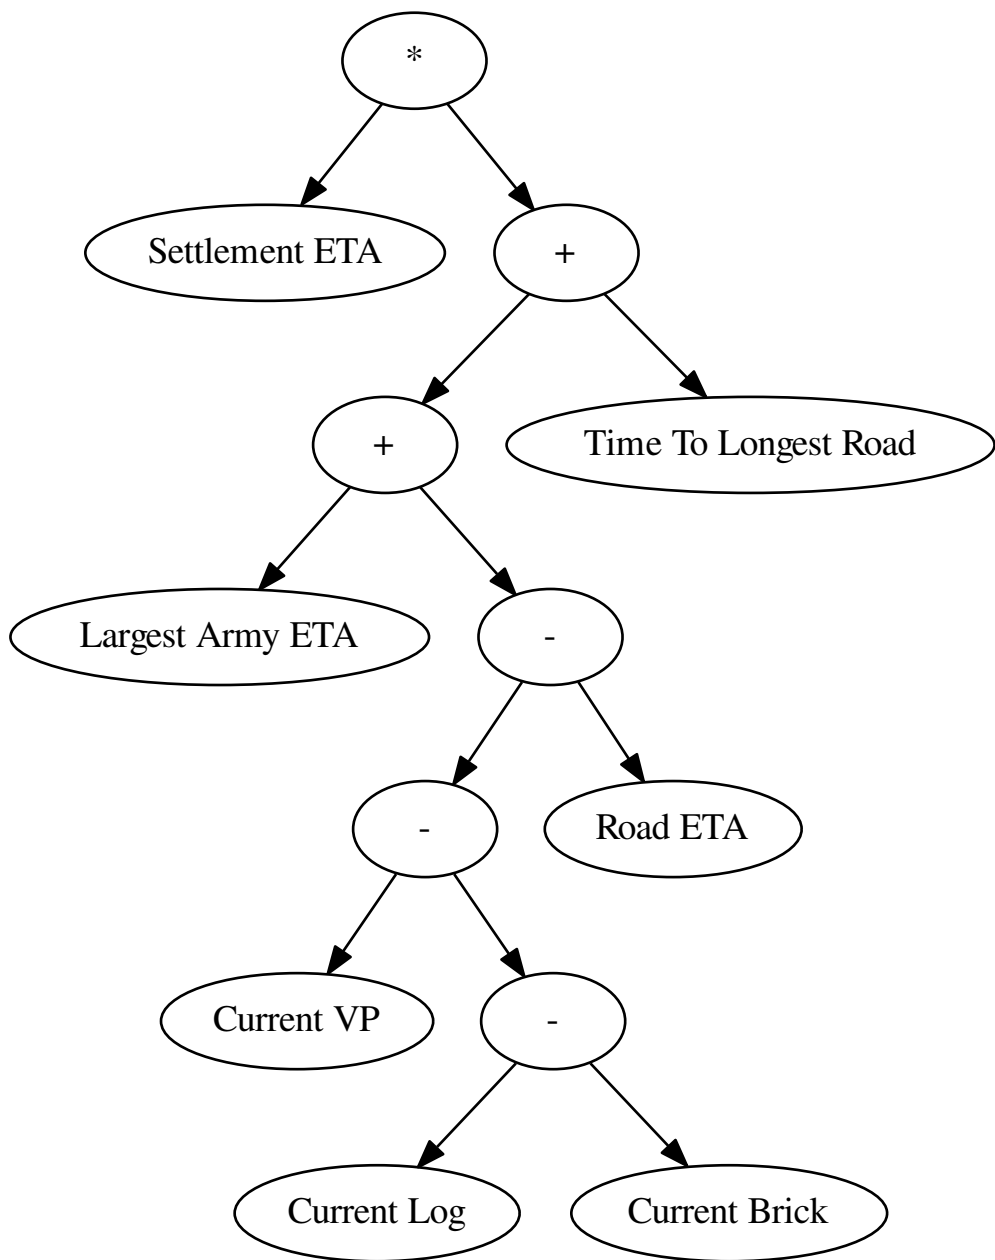 *
Settlement ETA
+
+
Time To Longest Road
Largest Army ETA
-
-
Road ETA
Current VP
-
Current Log
Current Brick